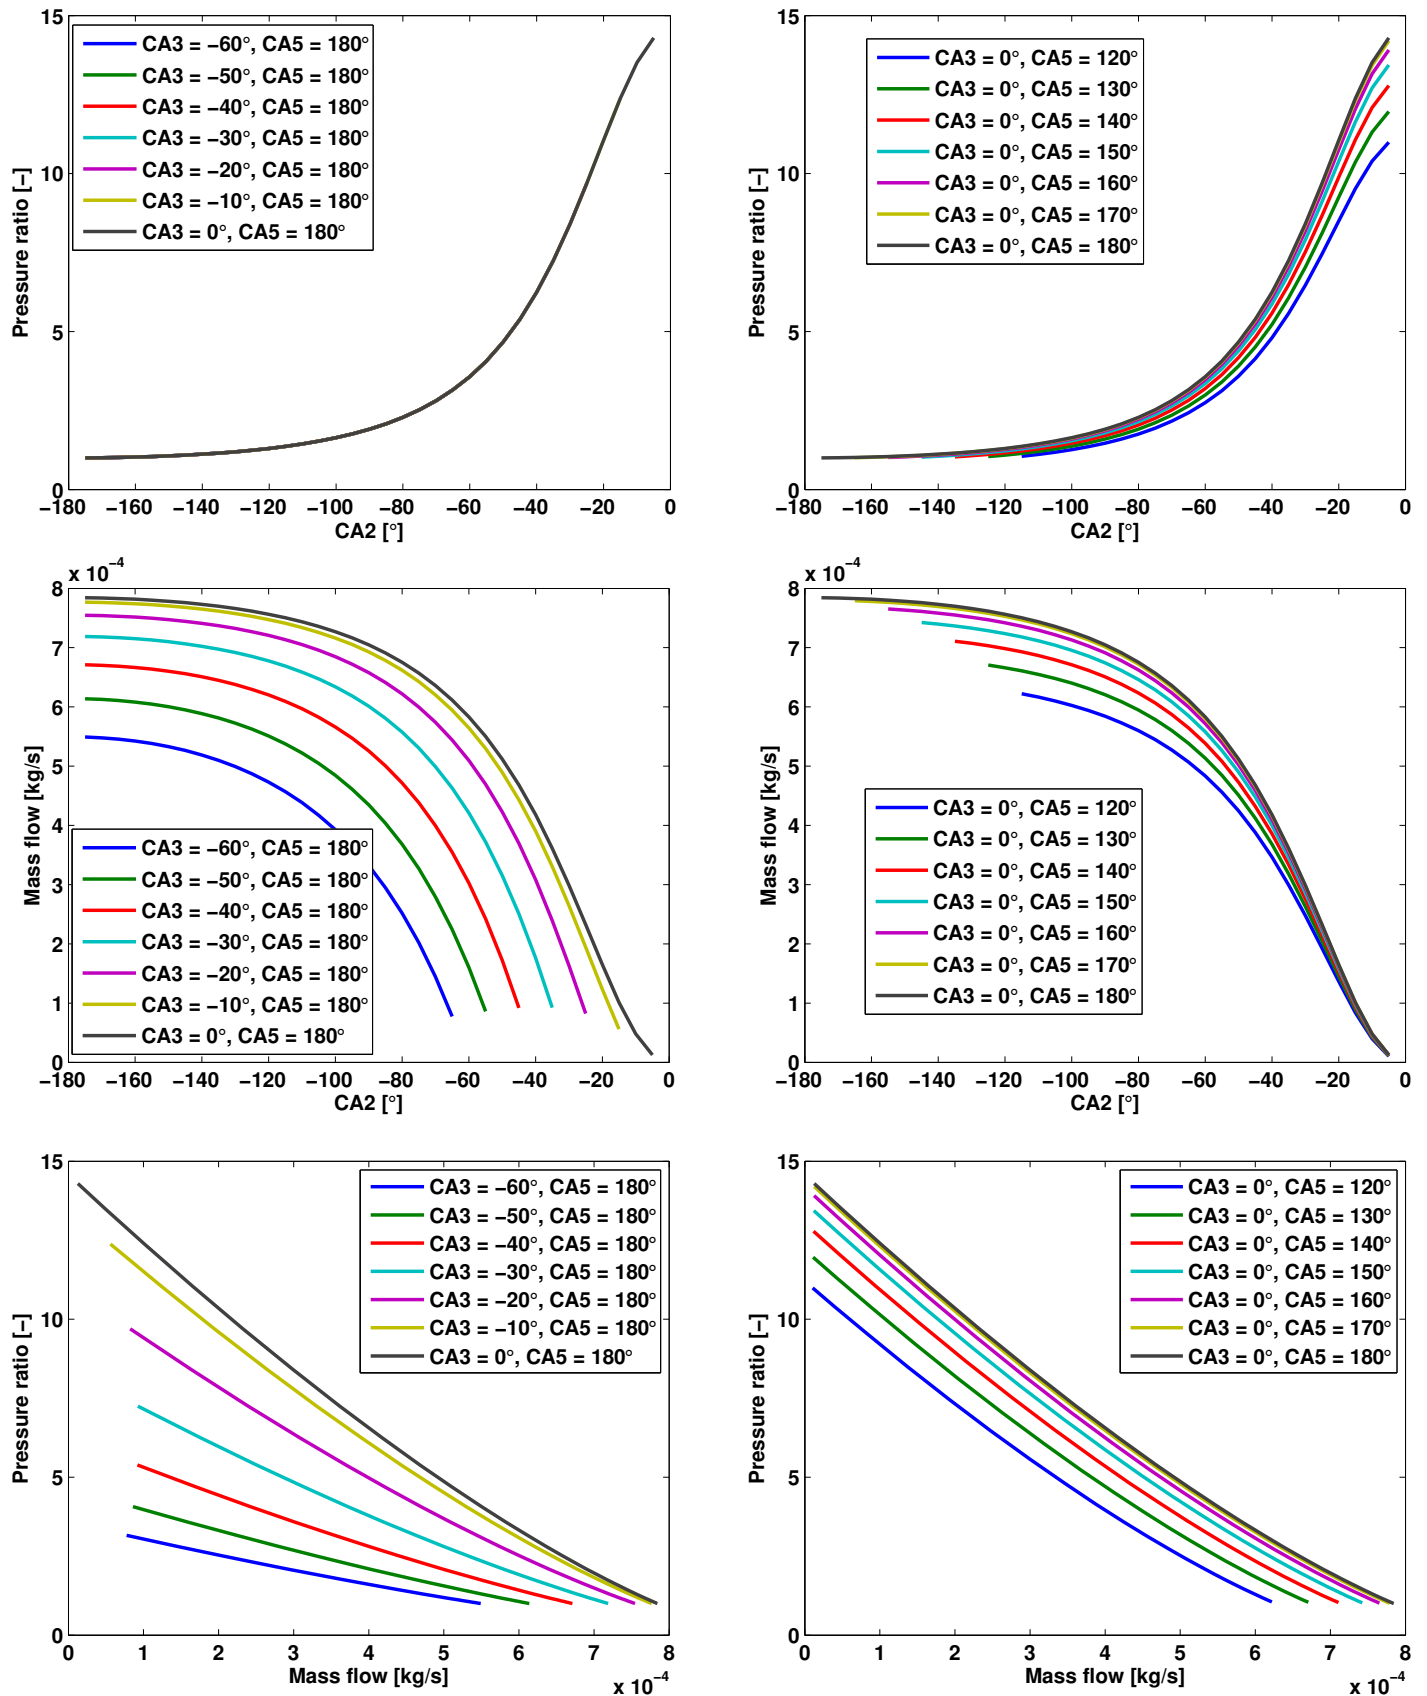 15
10
5
0
Pressure ratio [−]
CA3 = −60°, CA5 = 180°
CA3 = −50°, CA5 = 180°
CA3 = −40°, CA5 = 180°
CA3 = −30°, CA5 = 180°
CA3 = −20°, CA5 = 180°
CA3 = −10°, CA5 = 180°
CA3 = 0°, CA5 = 180°
−180 −160 −140 −120 −100 −80 −60 −40 −20 0
CA2 [°]
15
10
5
0
Pressure ratio [−]
CA3 = 0°, CA5 = 120°
CA3 = 0°, CA5 = 130°
CA3 = 0°, CA5 = 140°
CA3 = 0°, CA5 = 150°
CA3 = 0°, CA5 = 160°
CA3 = 0°, CA5 = 170°
CA3 = 0°, CA5 = 180°
−180 −160 −140 −120 −100 −80 −60 −40 −20 0
CA2 [°]
x 10⁻⁴
8
7
6
5
4
3
2
1
0
Mass flow [kg/s]
CA3 = −60°, CA5 = 180°
CA3 = −50°, CA5 = 180°
CA3 = −40°, CA5 = 180°
CA3 = −30°, CA5 = 180°
CA3 = −20°, CA5 = 180°
CA3 = −10°, CA5 = 180°
CA3 = 0°, CA5 = 180°
−180 −160 −140 −120 −100 −80 −60 −40 −20 0
CA2 [°]
x 10⁻⁴
8
7
6
5
4
3
2
1
0
Mass flow [kg/s]
CA3 = 0°, CA5 = 120°
CA3 = 0°, CA5 = 130°
CA3 = 0°, CA5 = 140°
CA3 = 0°, CA5 = 150°
CA3 = 0°, CA5 = 160°
CA3 = 0°, CA5 = 170°
CA3 = 0°, CA5 = 180°
−180 −160 −140 −120 −100 −80 −60 −40 −20 0
CA2 [°]
15
10
5
0
Pressure ratio [−]
CA3 = −60°, CA5 = 180°
CA3 = −50°, CA5 = 180°
CA3 = −40°, CA5 = 180°
CA3 = −30°, CA5 = 180°
CA3 = −20°, CA5 = 180°
CA3 = −10°, CA5 = 180°
CA3 = 0°, CA5 = 180°
0 1 2 3 4 5 6 7 8
Mass flow [kg/s]
x 10⁻⁴
15
10
5
0
Pressure ratio [−]
CA3 = 0°, CA5 = 120°
CA3 = 0°, CA5 = 130°
CA3 = 0°, CA5 = 140°
CA3 = 0°, CA5 = 150°
CA3 = 0°, CA5 = 160°
CA3 = 0°, CA5 = 170°
CA3 = 0°, CA5 = 180°
0 1 2 3 4 5 6 7 8
Mass flow [kg/s]
x 10⁻⁴